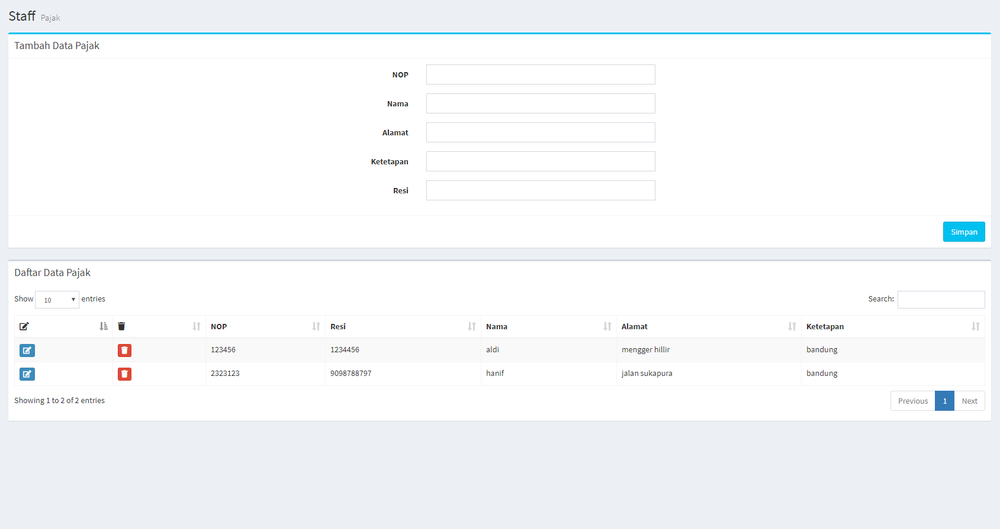 Staff Pajak
Tambah Data Pajak
NOP
Nama
Alamat
Ketetapan
Resi
Simpan
Daftar Data Pajak
Show 10 entries Search:
NOP Resi Nama Alamat Ketetapan
123456 1234456 aldi mengger hillir bandung
2323123 9098788797 hanif jalan sukapura bandung
Showing 1 to 2 of 2 entries Previous 1 Next